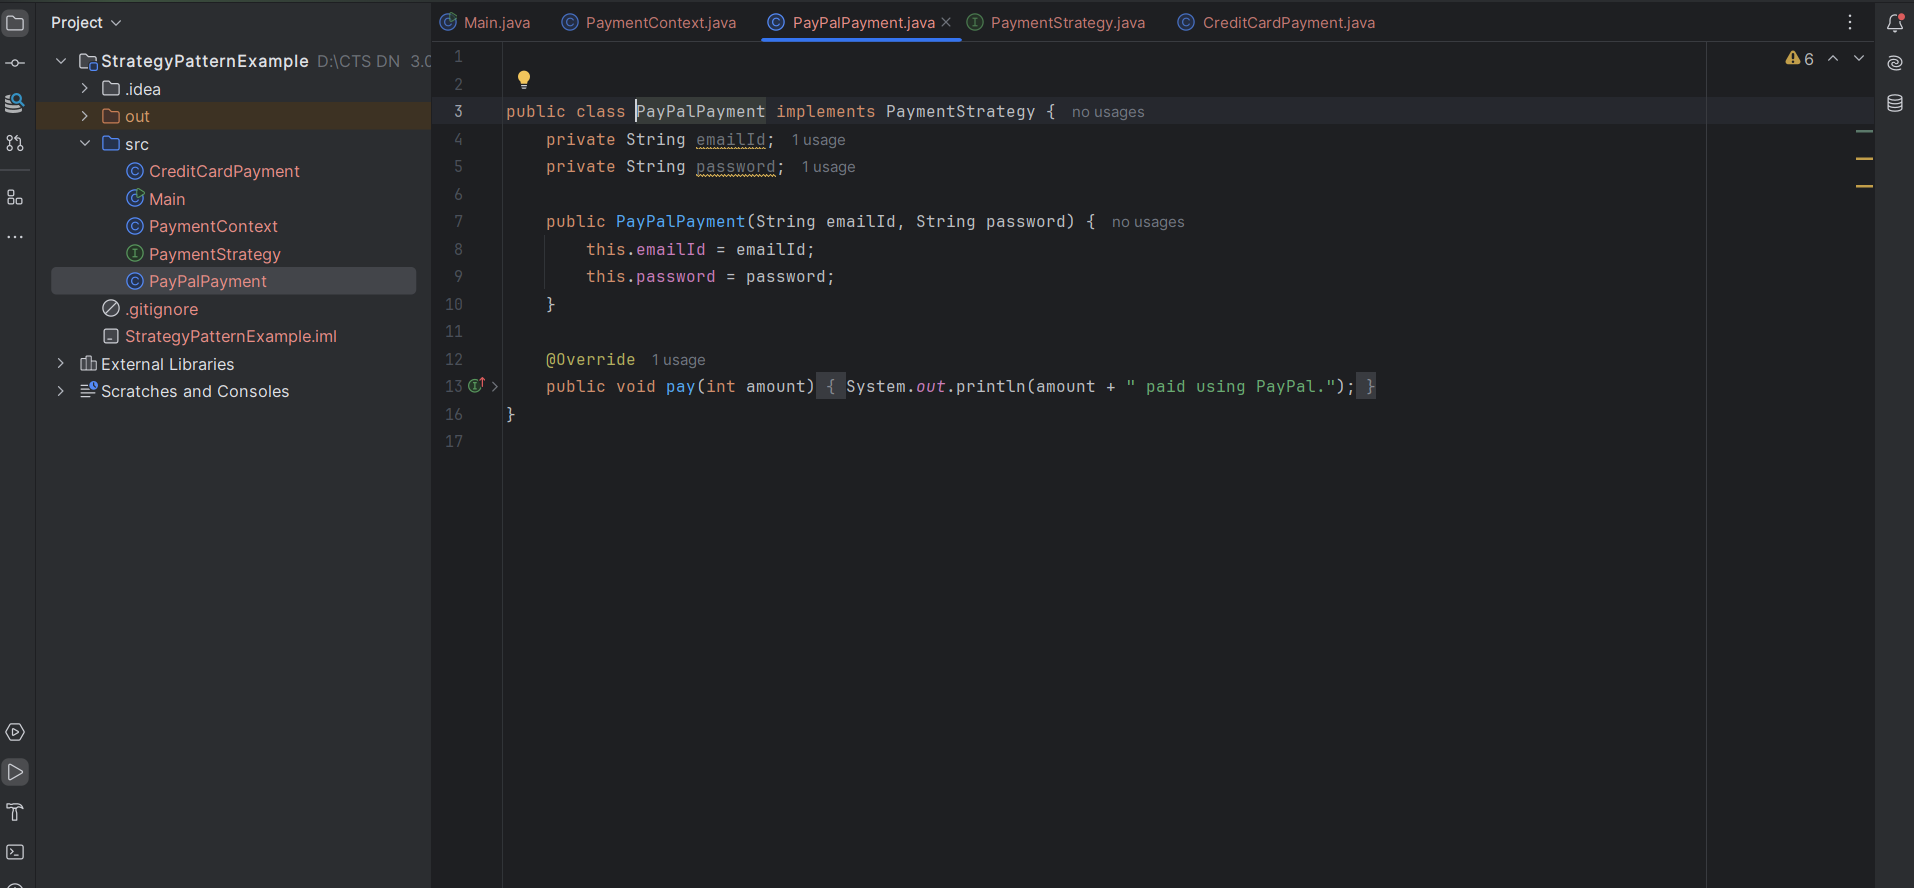 Project
StrategyPatternExample D:\CTS DN 3.0
.idea
out
src
CreditCardPayment
Main
PaymentContext
PaymentStrategy
PayPalPayment
.gitignore
StrategyPatternExample.iml
External Libraries
Scratches and Consoles
Main.java PaymentContext.java PayPalPayment.java PaymentStrategy.java CreditCardPayment.java
6
1
2
3 public class PayPalPayment implements PaymentStrategy { no usages
4 private String emailId; 1 usage
5 private String password; 1 usage
6
7 public PayPalPayment(String emailId, String password) { no usages
8 this.emailId = emailId;
9 this.password = password;
10 }
11
12 @Override 1 usage
13 public void pay(int amount) { System.out.println(amount + " paid using PayPal."); }
16 }
17